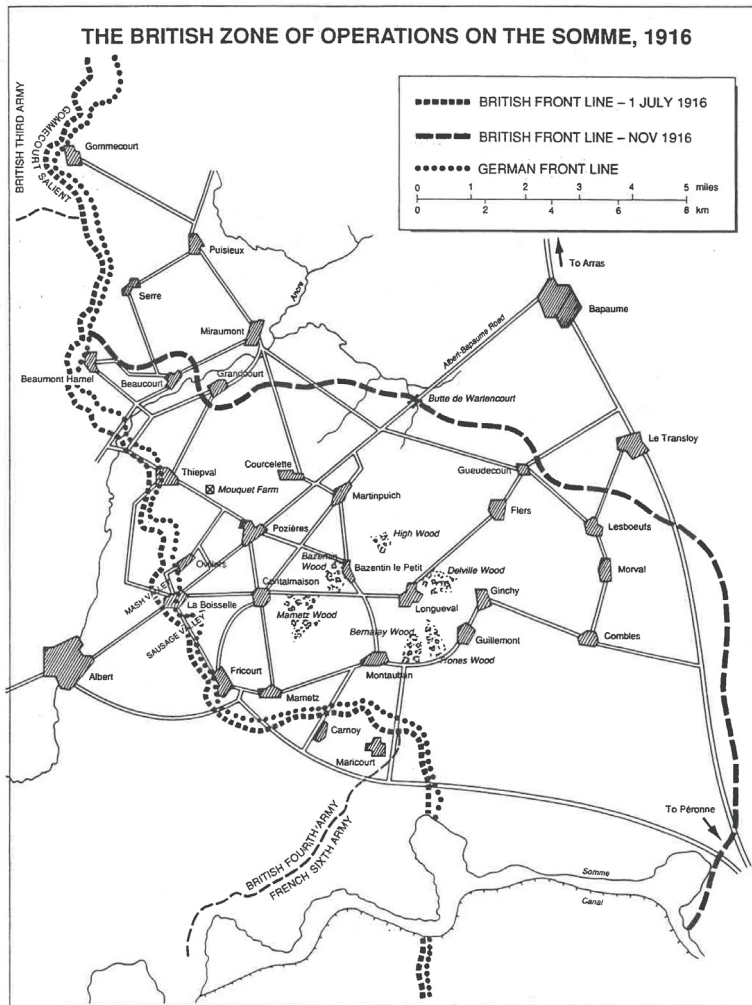 THE BRITISH ZONE OF OPERATIONS ON THE SOMME, 1916
BRITISH FRONT LINE – 1 JULY 1916
BRITISH FRONT LINE – NOV 1916
GERMAN FRONT LINE
0 1 2 3 4 5 miles
0 2 4 6 8 km
BRITISH THIRD ARMY
GOMMECOURT SALIENT
Gommecourt
Puisieux
Serre
Ancre
To Arras
Bapaume
Miraumont
Albert-Bapaume Road
Beaumont Hamel
Beaucourt
Grandcourt
Butte de Warlencourt
Le Transloy
Thiepval
Courcelette
Gueudecourt
Mouquet Farm
Martinpuich
Flers
Lesboeufs
Pozières
High Wood
Bazentin
Wood
Bazentin le Petit
Delville Wood
Morval
Ovillers
MASH VALLEY
Contalmaison
La Boisselle
Mametz Wood
Longueval
Ginchy
SAUSAGE VALLEY
Bernafay Wood
Guillemont
Combles
Albert
Fricourt
Mametz
Montauban
Trones Wood
Carnoy
Maricourt
To Péronne
BRITISH FOURTH ARMY
FRENCH SIXTH ARMY
Somme
Canal